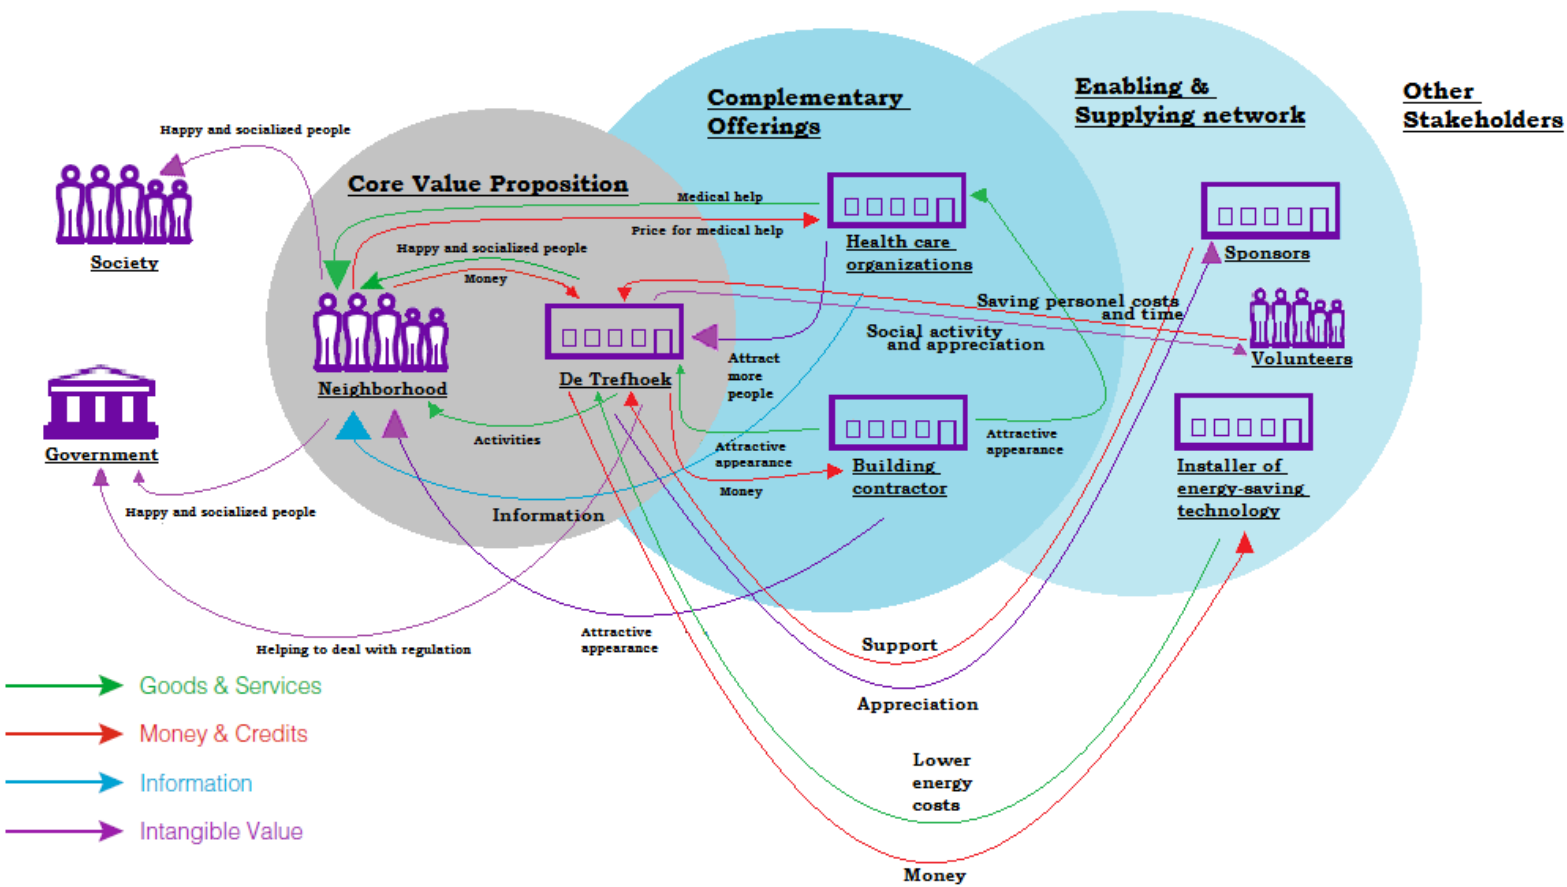 Enabling &
Supplying network
Other
Stakeholders
Complementary
Offerings
Happy and socialized people
Core Value Proposition
Society
Medical help
Price for medical help
Happy and socialized people
Money
Health care
organizations
Sponsors
Saving personel costs
and time
Social activity
and appreciation
Volunteers
Attract
more
people
Neighborhood
De Trefhoek
Government
Activities
Attractive
appearance
Attractive
appearance
Building
contractor
Money
Installer of
energy-saving
technology
Happy and socialized people
Information
Attractive
appearance
Helping to deal with regulation
Support
Appreciation
Lower
energy
costs
Money
Goods & Services
Money & Credits
Information
Intangible Value